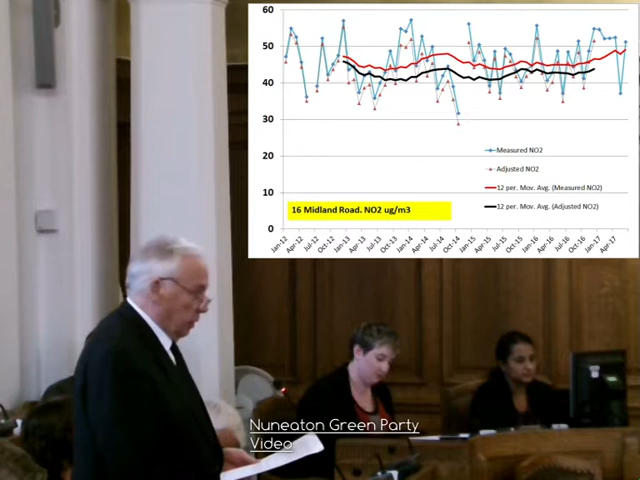 60
50
40
30
20
10
0
Measured NO2
Adjusted NO2
12 per. Mov. Avg. (Measured NO2)
12 per. Mov. Avg. (Adjusted NO2)
16 Midland Road. NO2 ug/m3
Jan-12 Apr-12 Jul-12 Oct-12 Jan-13 Apr-13 Jul-13 Oct-13 Jan-14 Apr-14 Jul-14 Oct-14 Jan-15 Apr-15 Jul-15 Oct-15 Jan-16 Apr-16 Jul-16 Oct-16 Jan-17 Apr-17
Nuneaton Green Party
Video